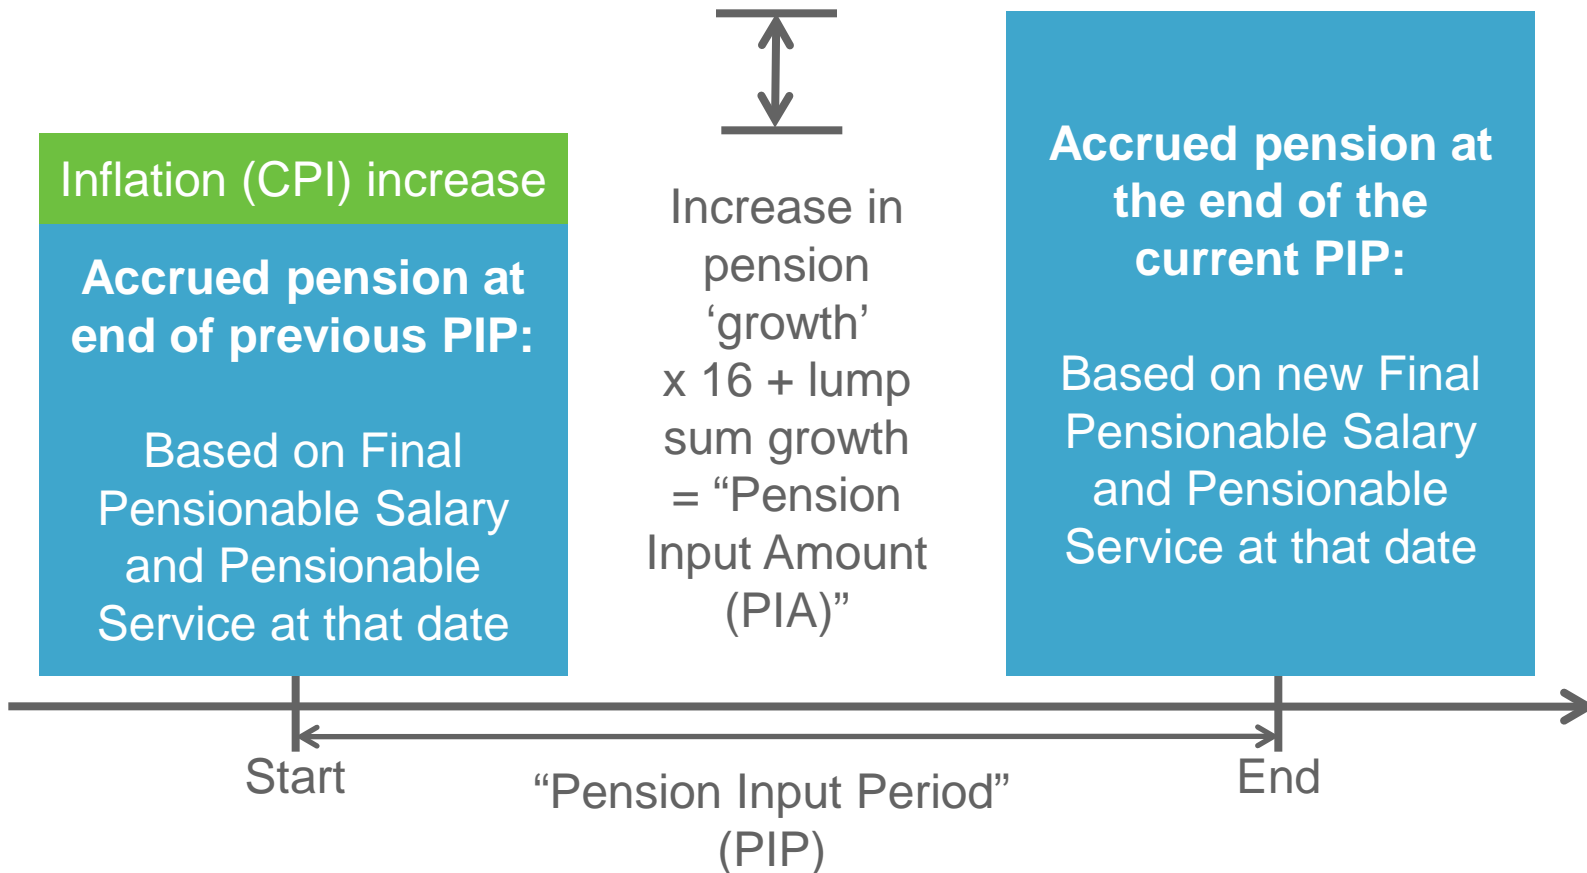 Inflation (CPI) increase
Accrued pension at
end of previous PIP:
Based on Final
Pensionable Salary
and Pensionable
Service at that date
Increase in
pension
‘growth’
x 16 + lump
sum growth
= “Pension
Input Amount
(PIA)”
Accrued pension at
the end of the
current PIP:
Based on new Final
Pensionable Salary
and Pensionable
Service at that date
Start
“Pension Input Period”
(PIP)
End